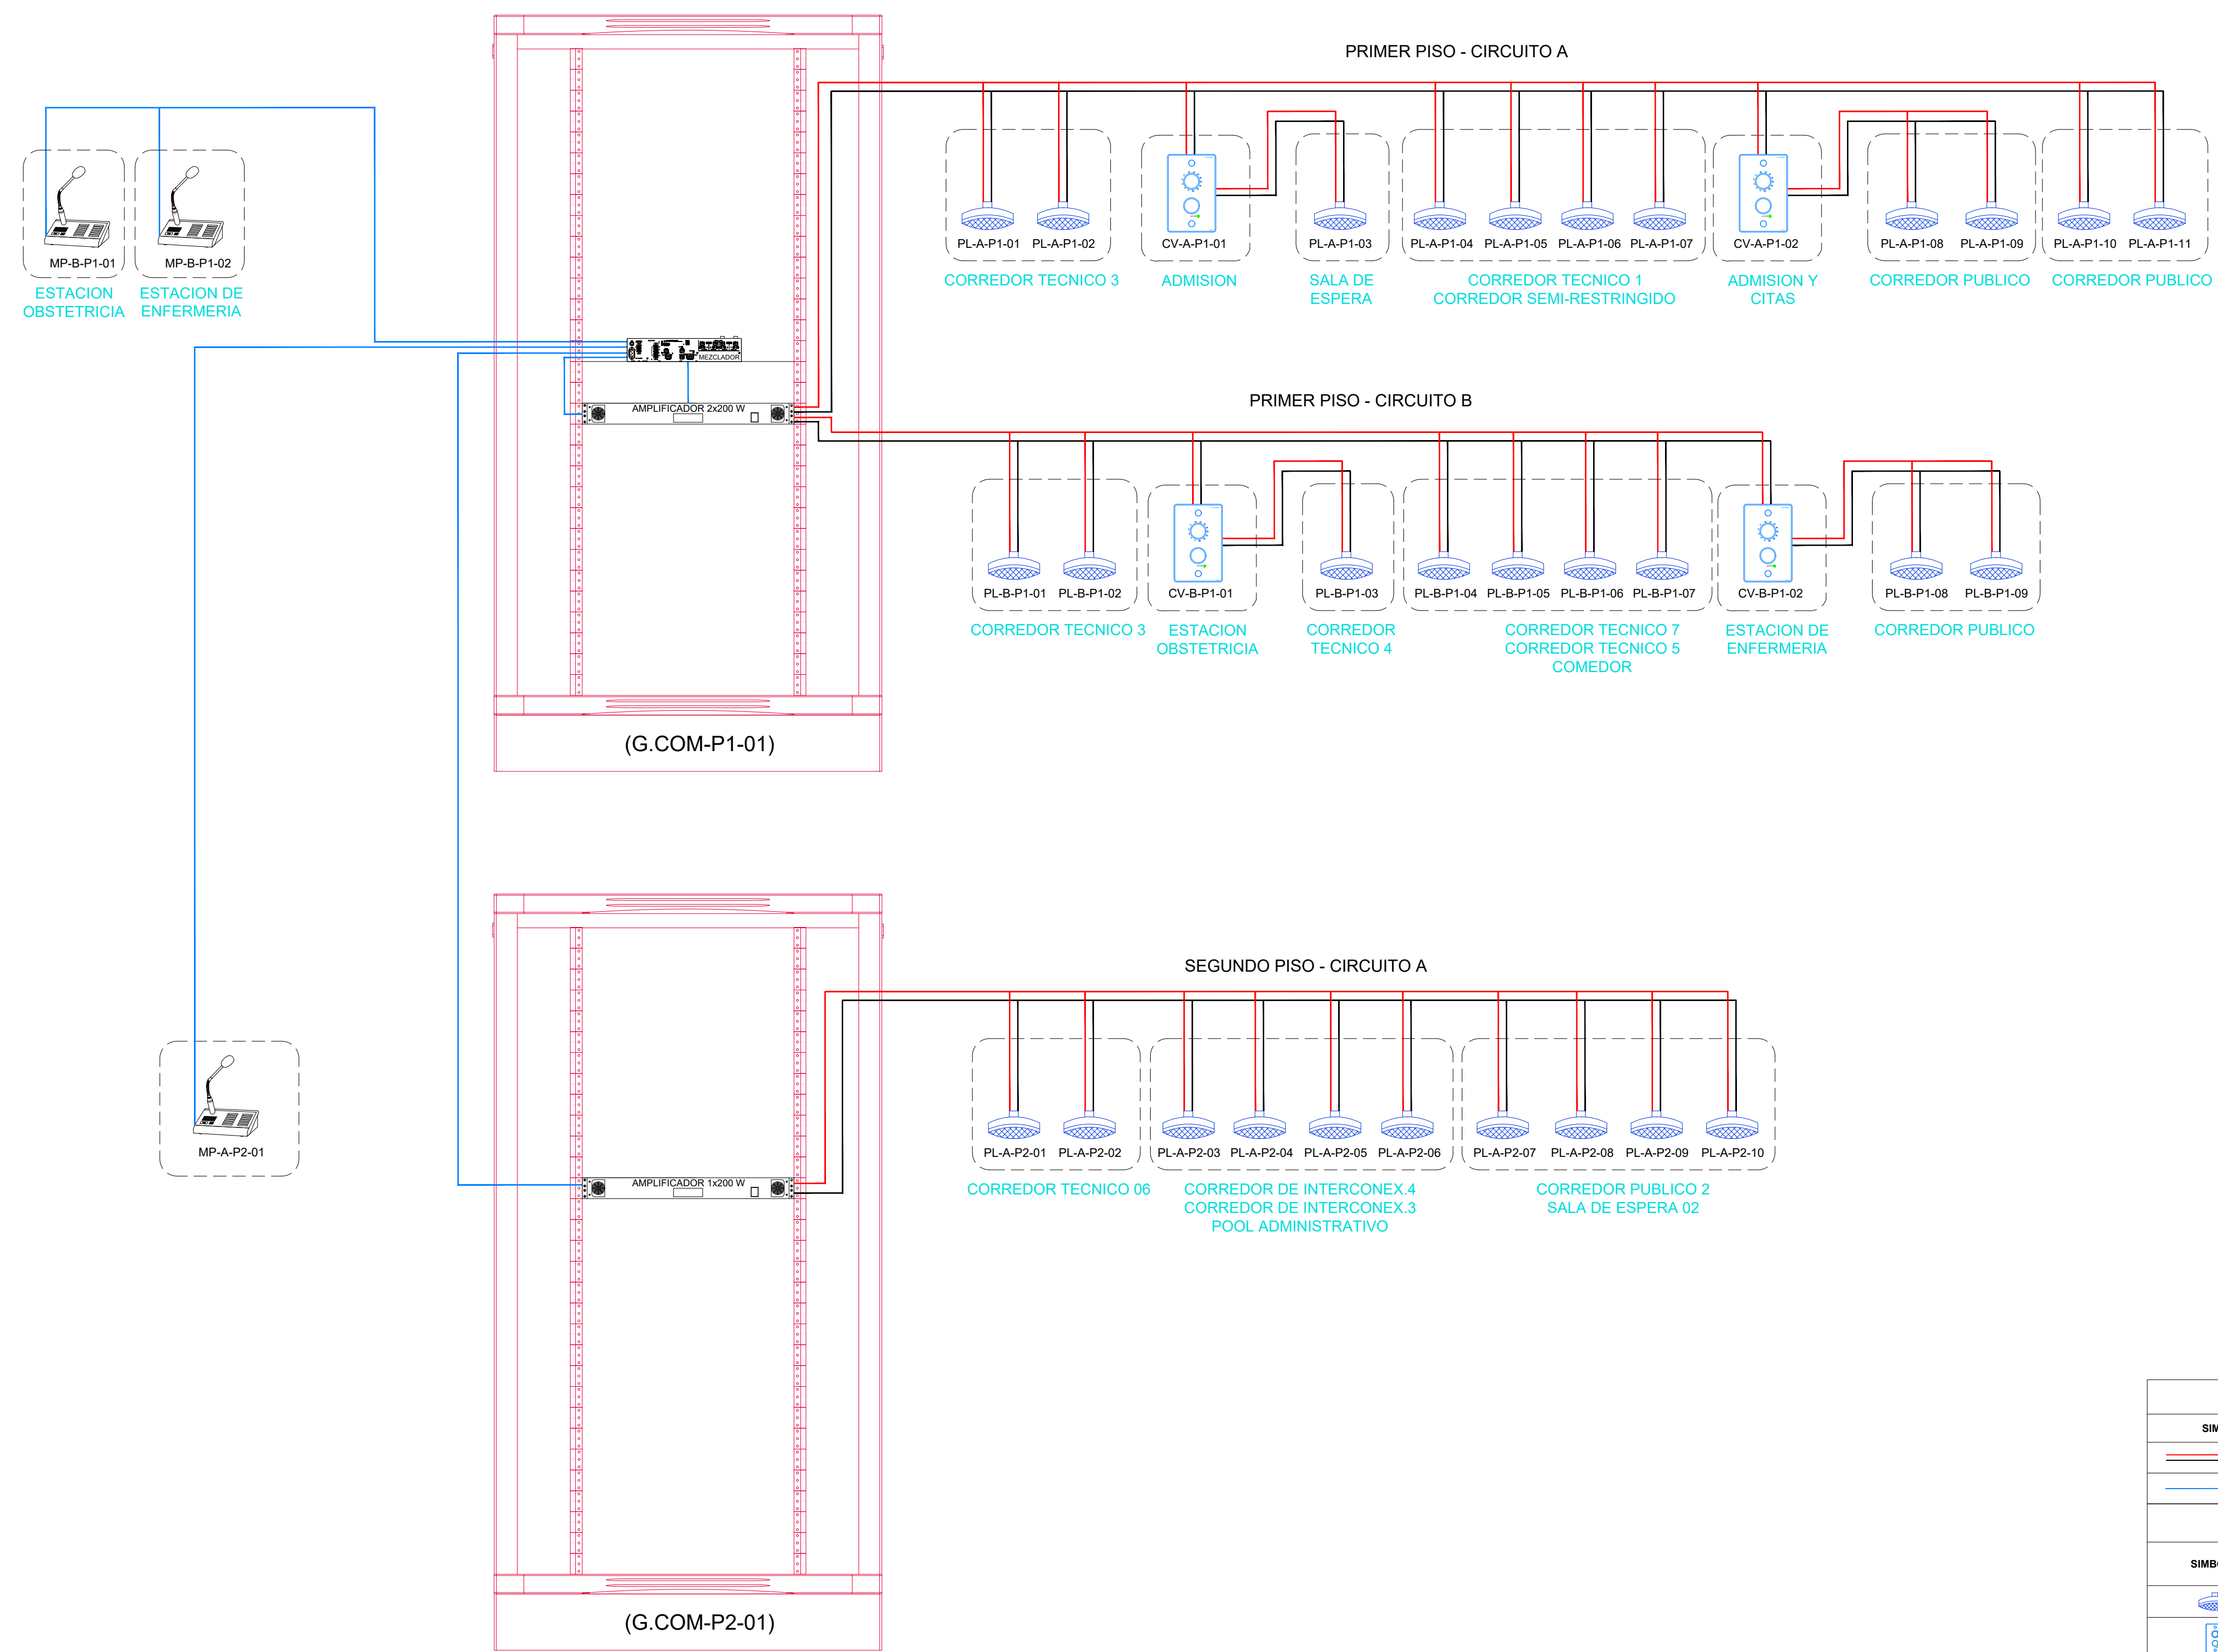 PRIMER PISO - CIRCUITO A
MP-B-P1-01
MP-B-P1-02
ESTACION
OBSTETRICIA
ESTACION DE
ENFERMERIA
PL-A-P1-01
PL-A-P1-02
CORREDOR TECNICO 3
CV-A-P1-01
ADMISION
PL-A-P1-03
SALA DE
ESPERA
PL-A-P1-04
PL-A-P1-05
PL-A-P1-06
PL-A-P1-07
CORREDOR TECNICO 1
CORREDOR SEMI-RESTRINGIDO
CV-A-P1-02
ADMISION Y
CITAS
PL-A-P1-08
PL-A-P1-09
CORREDOR PUBLICO
PL-A-P1-10
PL-A-P1-11
CORREDOR PUBLICO
MEZCLADOR
AMPLIFICADOR 2x200 W
PRIMER PISO - CIRCUITO B
PL-B-P1-01
PL-B-P1-02
CORREDOR TECNICO 3
CV-B-P1-01
ESTACION
OBSTETRICIA
PL-B-P1-03
CORREDOR
TECNICO 4
PL-B-P1-04
PL-B-P1-05
PL-B-P1-06
PL-B-P1-07
CORREDOR TECNICO 7
CORREDOR TECNICO 5
COMEDOR
CV-B-P1-02
ESTACION DE
ENFERMERIA
PL-B-P1-08
PL-B-P1-09
CORREDOR PUBLICO
(G.COM-P1-01)
SEGUNDO PISO - CIRCUITO A
MP-A-P2-01
AMPLIFICADOR 1x200 W
PL-A-P2-01
PL-A-P2-02
CORREDOR TECNICO 06
PL-A-P2-03
PL-A-P2-04
PL-A-P2-05
PL-A-P2-06
CORREDOR DE INTERCONEX.4
CORREDOR DE INTERCONEX.3
POOL ADMINISTRATIVO
PL-A-P2-07
PL-A-P2-08
PL-A-P2-09
PL-A-P2-10
CORREDOR PUBLICO 2
SALA DE ESPERA 02
(G.COM-P2-01)